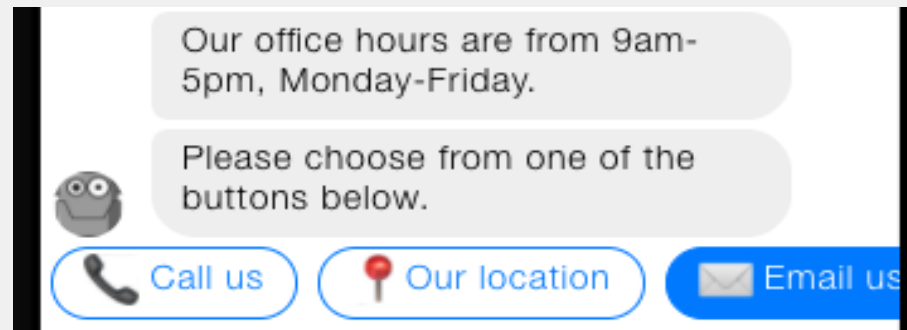 Our office hours are from 9am-
5pm, Monday-Friday.
Please choose from one of the
buttons below.
Call us
Our location
Email us